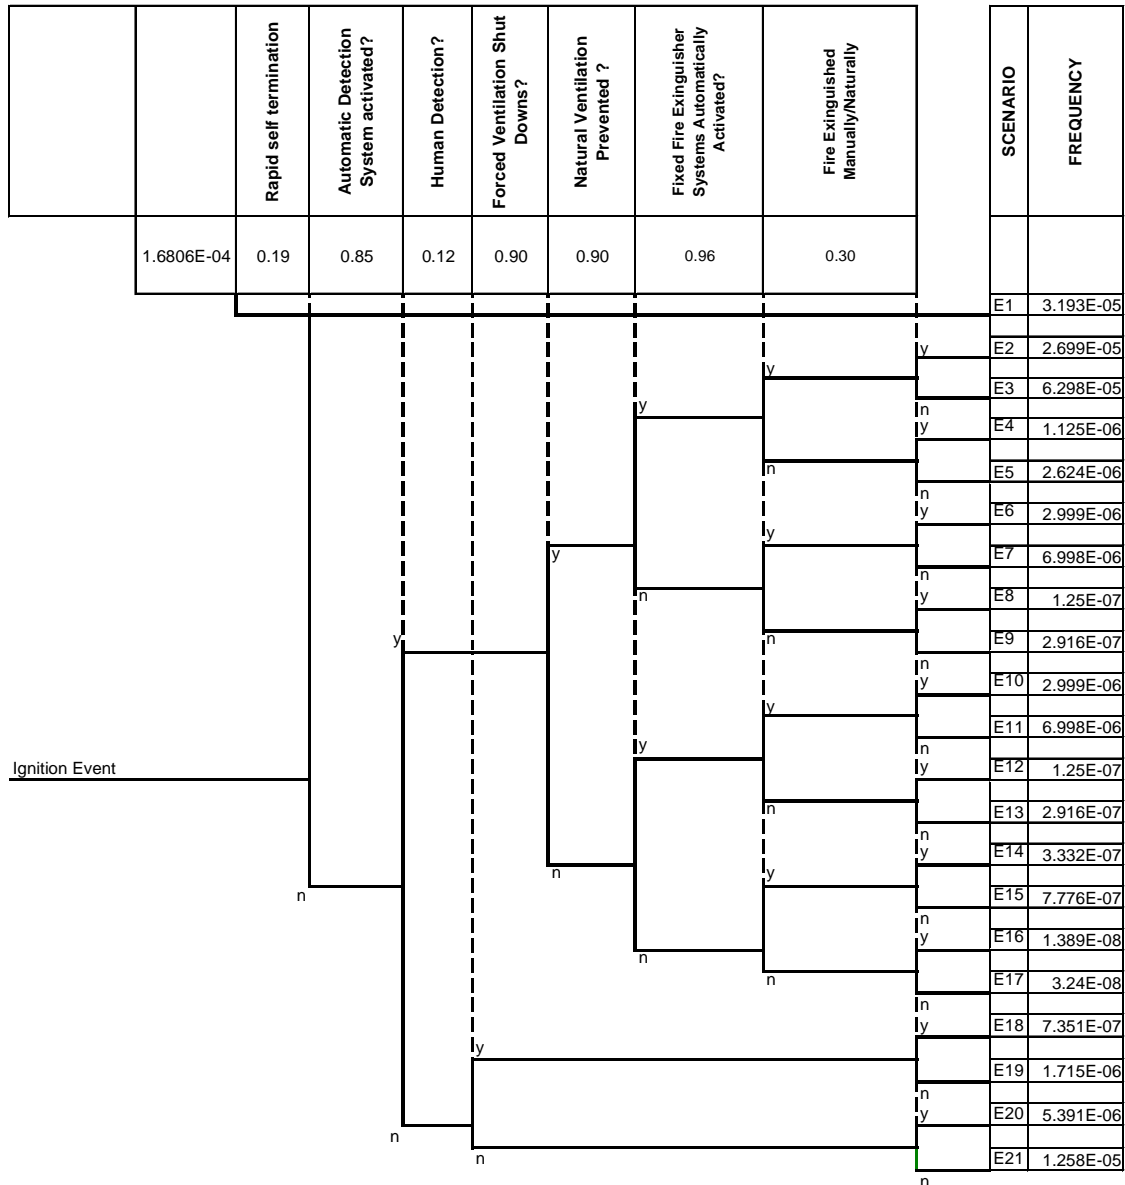 Rapid self termination
Automatic Detection
System activated?
Human Detection?
Forced Ventilation Shut
Downs?
Natural Ventilation
Prevented ?
Fixed Fire Exinguisher
Systems Automatically
Activated?
Fire Exinguished
Manually/Naturally
SCENARIO
FREQUENCY
1.6806E-04 0.19 0.85 0.12 0.90 0.90 0.96 0.30
E1 3.193E-05
y E2 2.699E-05
y
E3 6.298E-05
y n
y E4 1.125E-06
n E5 2.624E-06
n
y E6 2.999E-06
y
y E7 6.998E-06
n
n y E8 1.25E-07
y n E9 2.916E-07
n
y E10 2.999E-06
y
E11 6.998E-06
y n
Ignition Event y E12 1.25E-07
n E13 2.916E-07
n
y E14 3.332E-07
n y
n E15 7.776E-07
n
y E16 1.389E-08
n
n E17 3.24E-08
n
y E18 7.351E-07
y
E19 1.715E-06
n
y E20 5.391E-06
n
n E21 1.258E-05
n